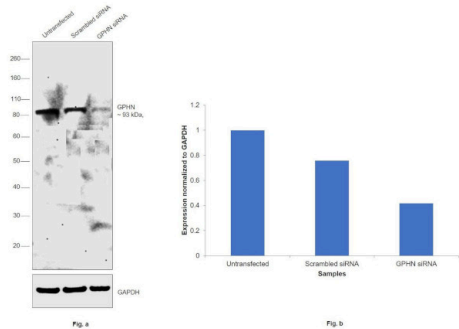 Untransfected
Scrambled siRNA
GPHN siRNA
260
160
110
80
60
50
40
30
20
GPHN
~ 93 kDa,
GAPDH
Fig. a
Expression normalized to GAPDH
1.2
1
0.8
0.6
0.4
0.2
0
Untransfected Scrambled siRNA GPHN siRNA
Samples
Fig. b